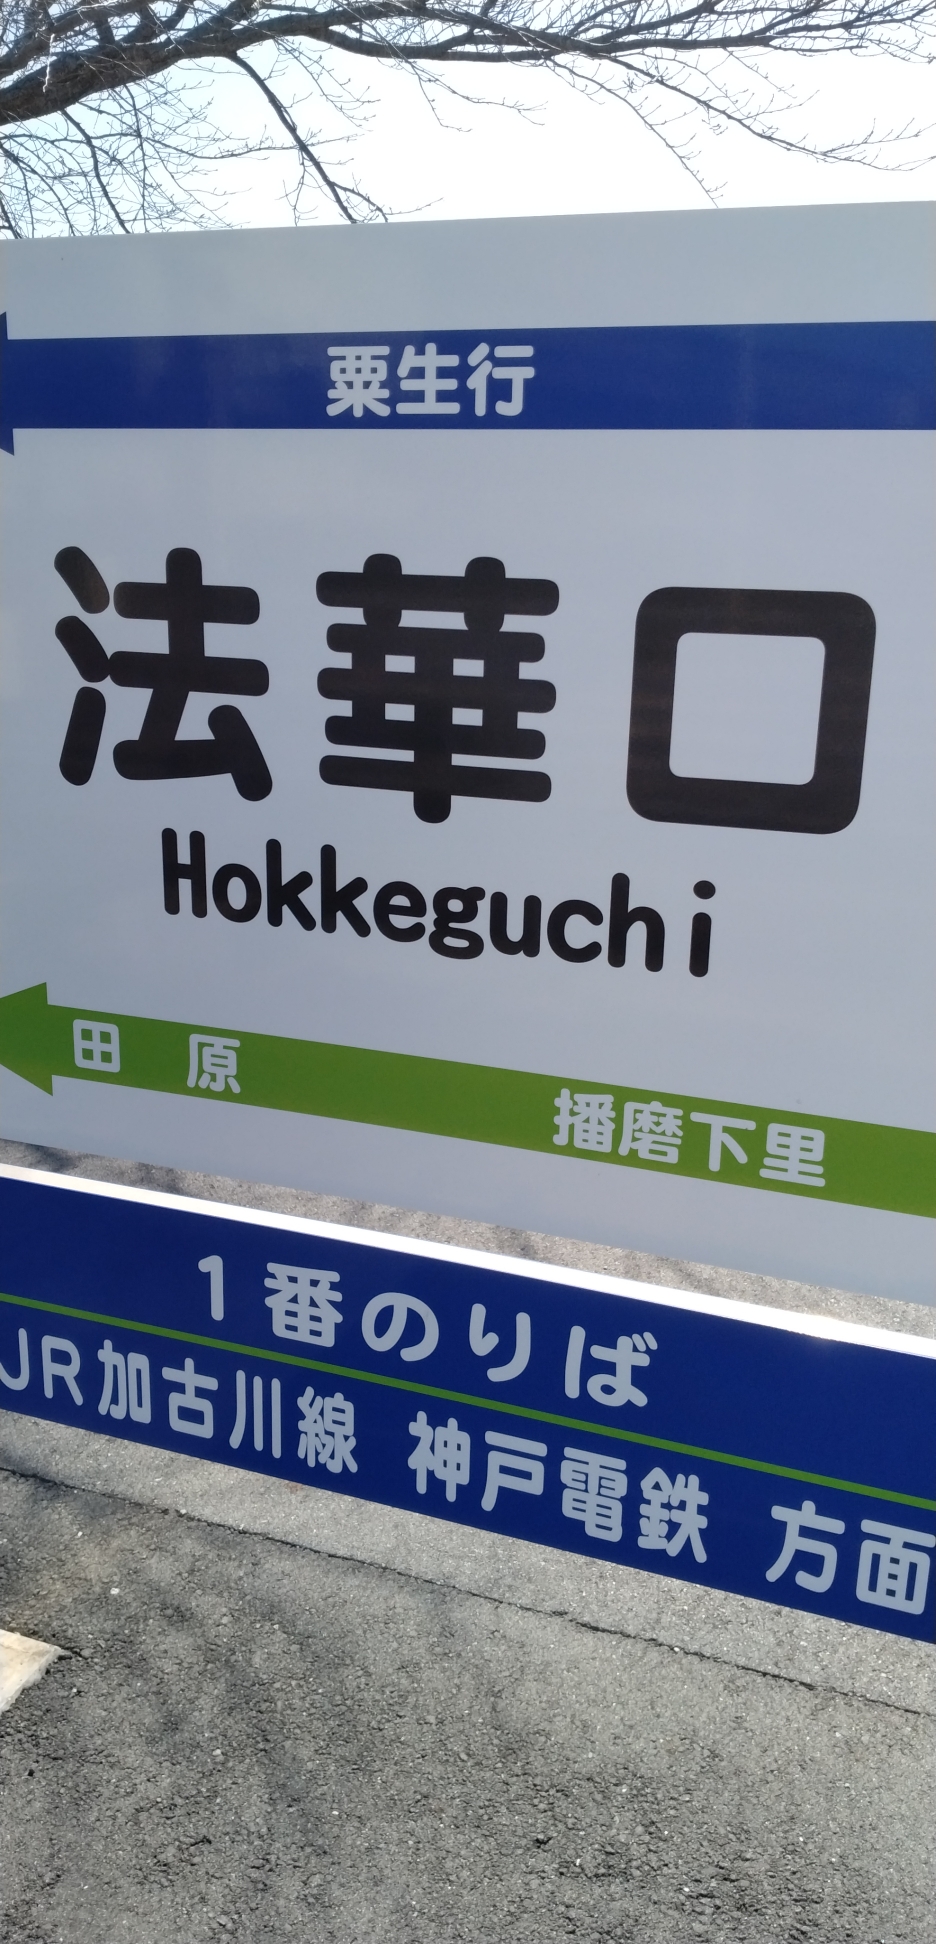 粟生行
法華口
Hokkeguchi
田原 播磨下里
1番のりば
JR加古川線 神戸電鉄 方面